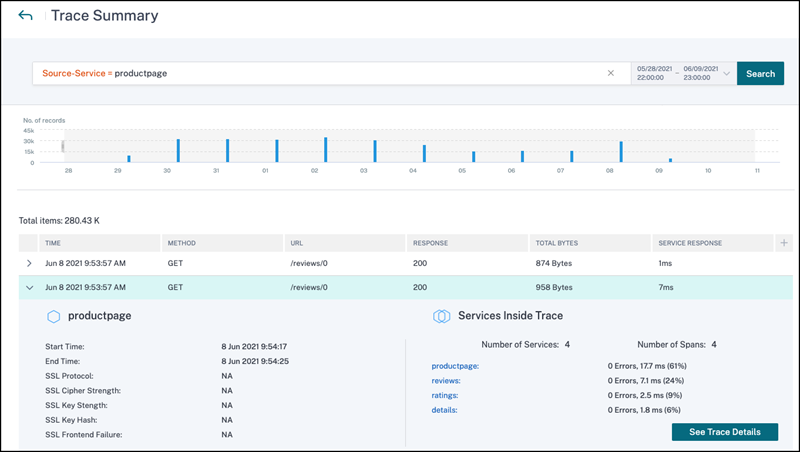 Trace Summary
Source-Service = productpage
05/28/2021 22:00:00 ~ 06/09/2021 23:00:00
Search
No. of records
45k
30k
15k
0
28 29 30 31 01 02 03 04 05 06 07 08 09 10 11
Total items: 280.43 K
TIME METHOD URL RESPONSE TOTAL BYTES SERVICE RESPONSE
Jun 8 2021 9:53:57 AM GET /reviews/0 200 874 Bytes 1ms
Jun 8 2021 9:53:57 AM GET /reviews/0 200 958 Bytes 7ms
productpage
Start Time: 8 Jun 2021 9:54:17
End Time: 8 Jun 2021 9:54:25
SSL Protocol: NA
SSL Cipher Strength: NA
SSL Key Stength: NA
SSL Key Hash: NA
SSL Frontend Failure: NA
Services Inside Trace
Number of Services: 4 Number of Spans: 4
productpage: 0 Errors, 17.7 ms (61%)
reviews: 0 Errors, 7.1 ms (24%)
ratings: 0 Errors, 2.5 ms (9%)
details: 0 Errors, 1.8 ms (6%)
See Trace Details